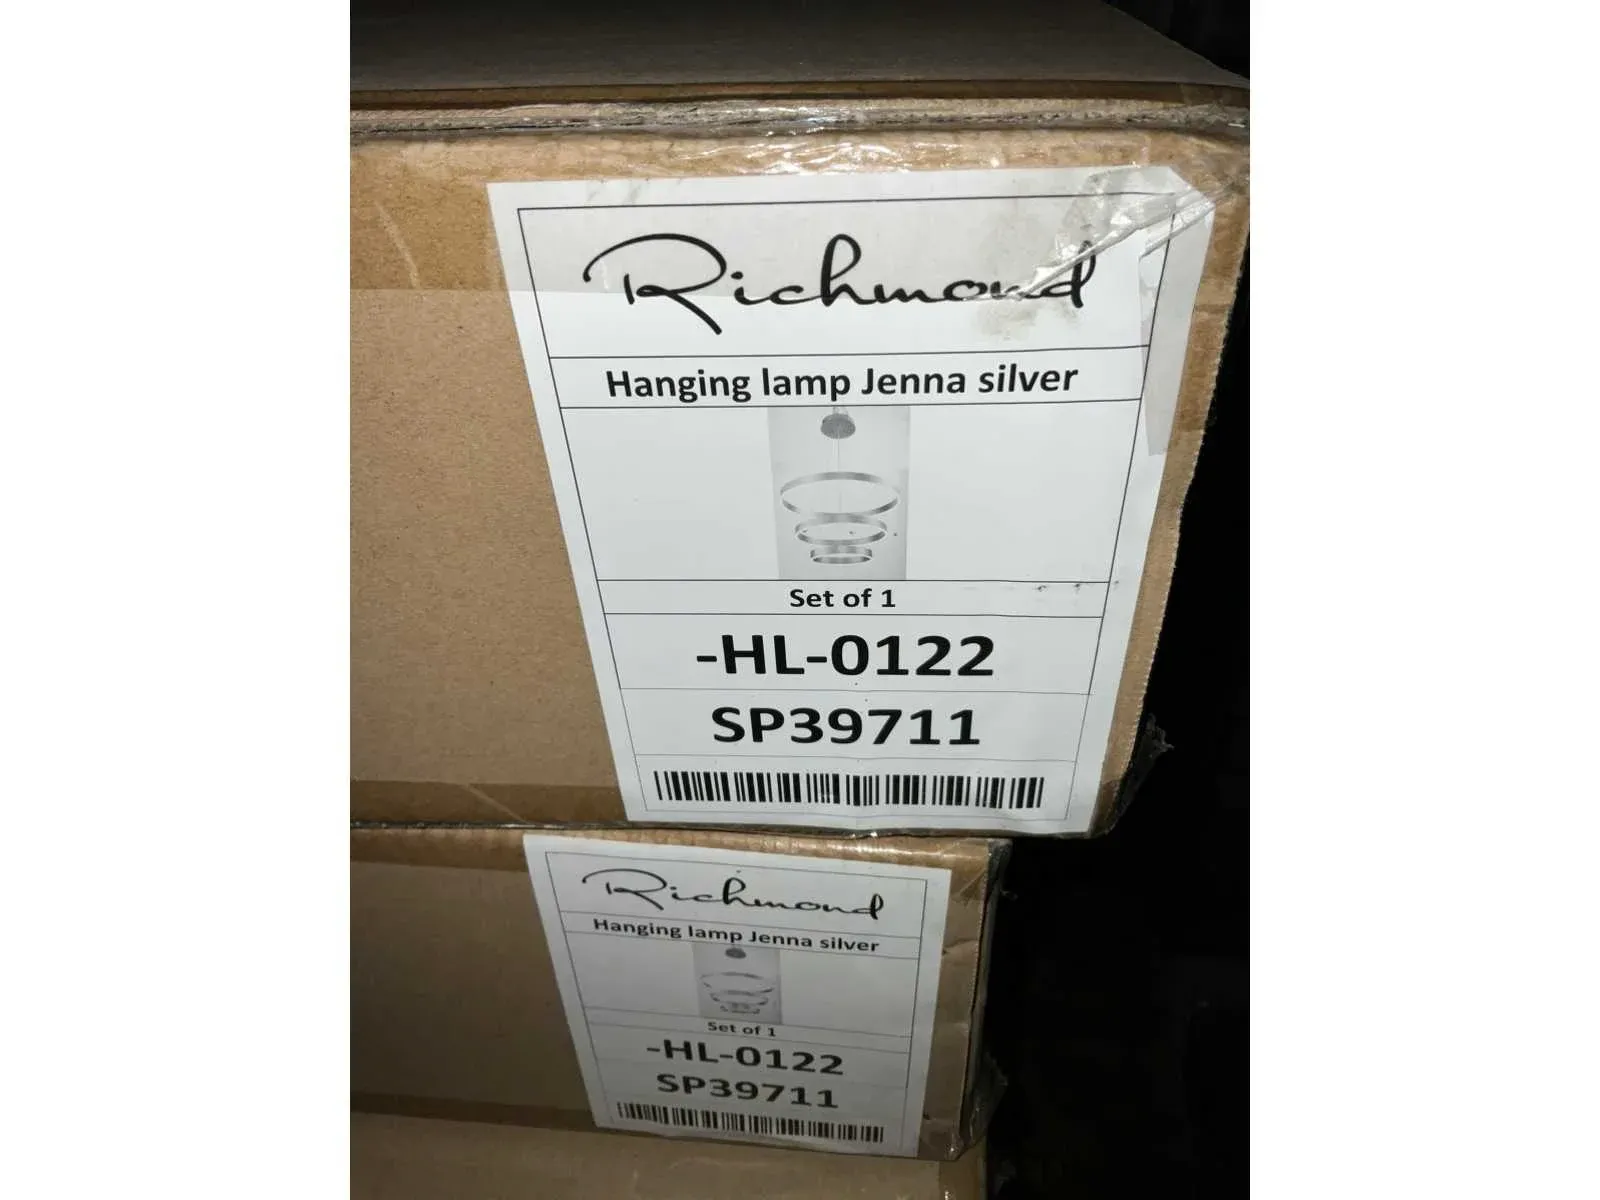 Richmond
Hanging lamp Jenna silver
Set of 1
-HL-0122
SP39711
Richmond
Hanging lamp Jenna silver
Set of 1
-HL-0122
SP39711